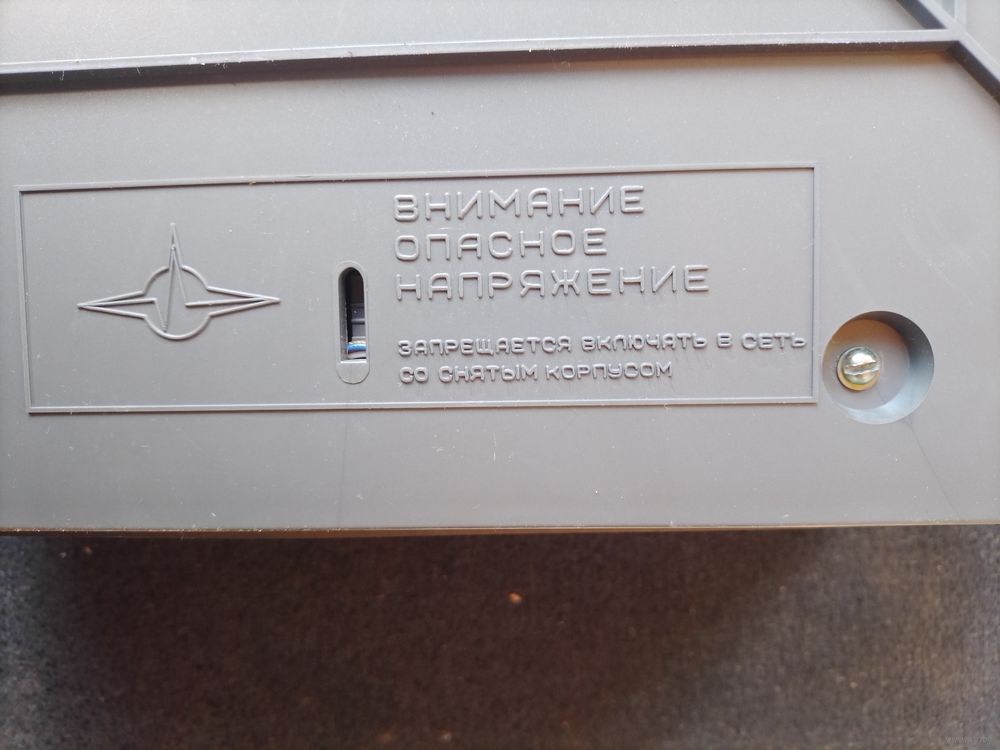 ВНИМАНИЕ
ОПАСНОЕ
НАПРЯЖЕНИЕ
ЗАПРЕЩАЕТСЯ ВКЛЮЧАТЬ В СЕТЬ
СО СНЯТЫМ КОРПУСОМ